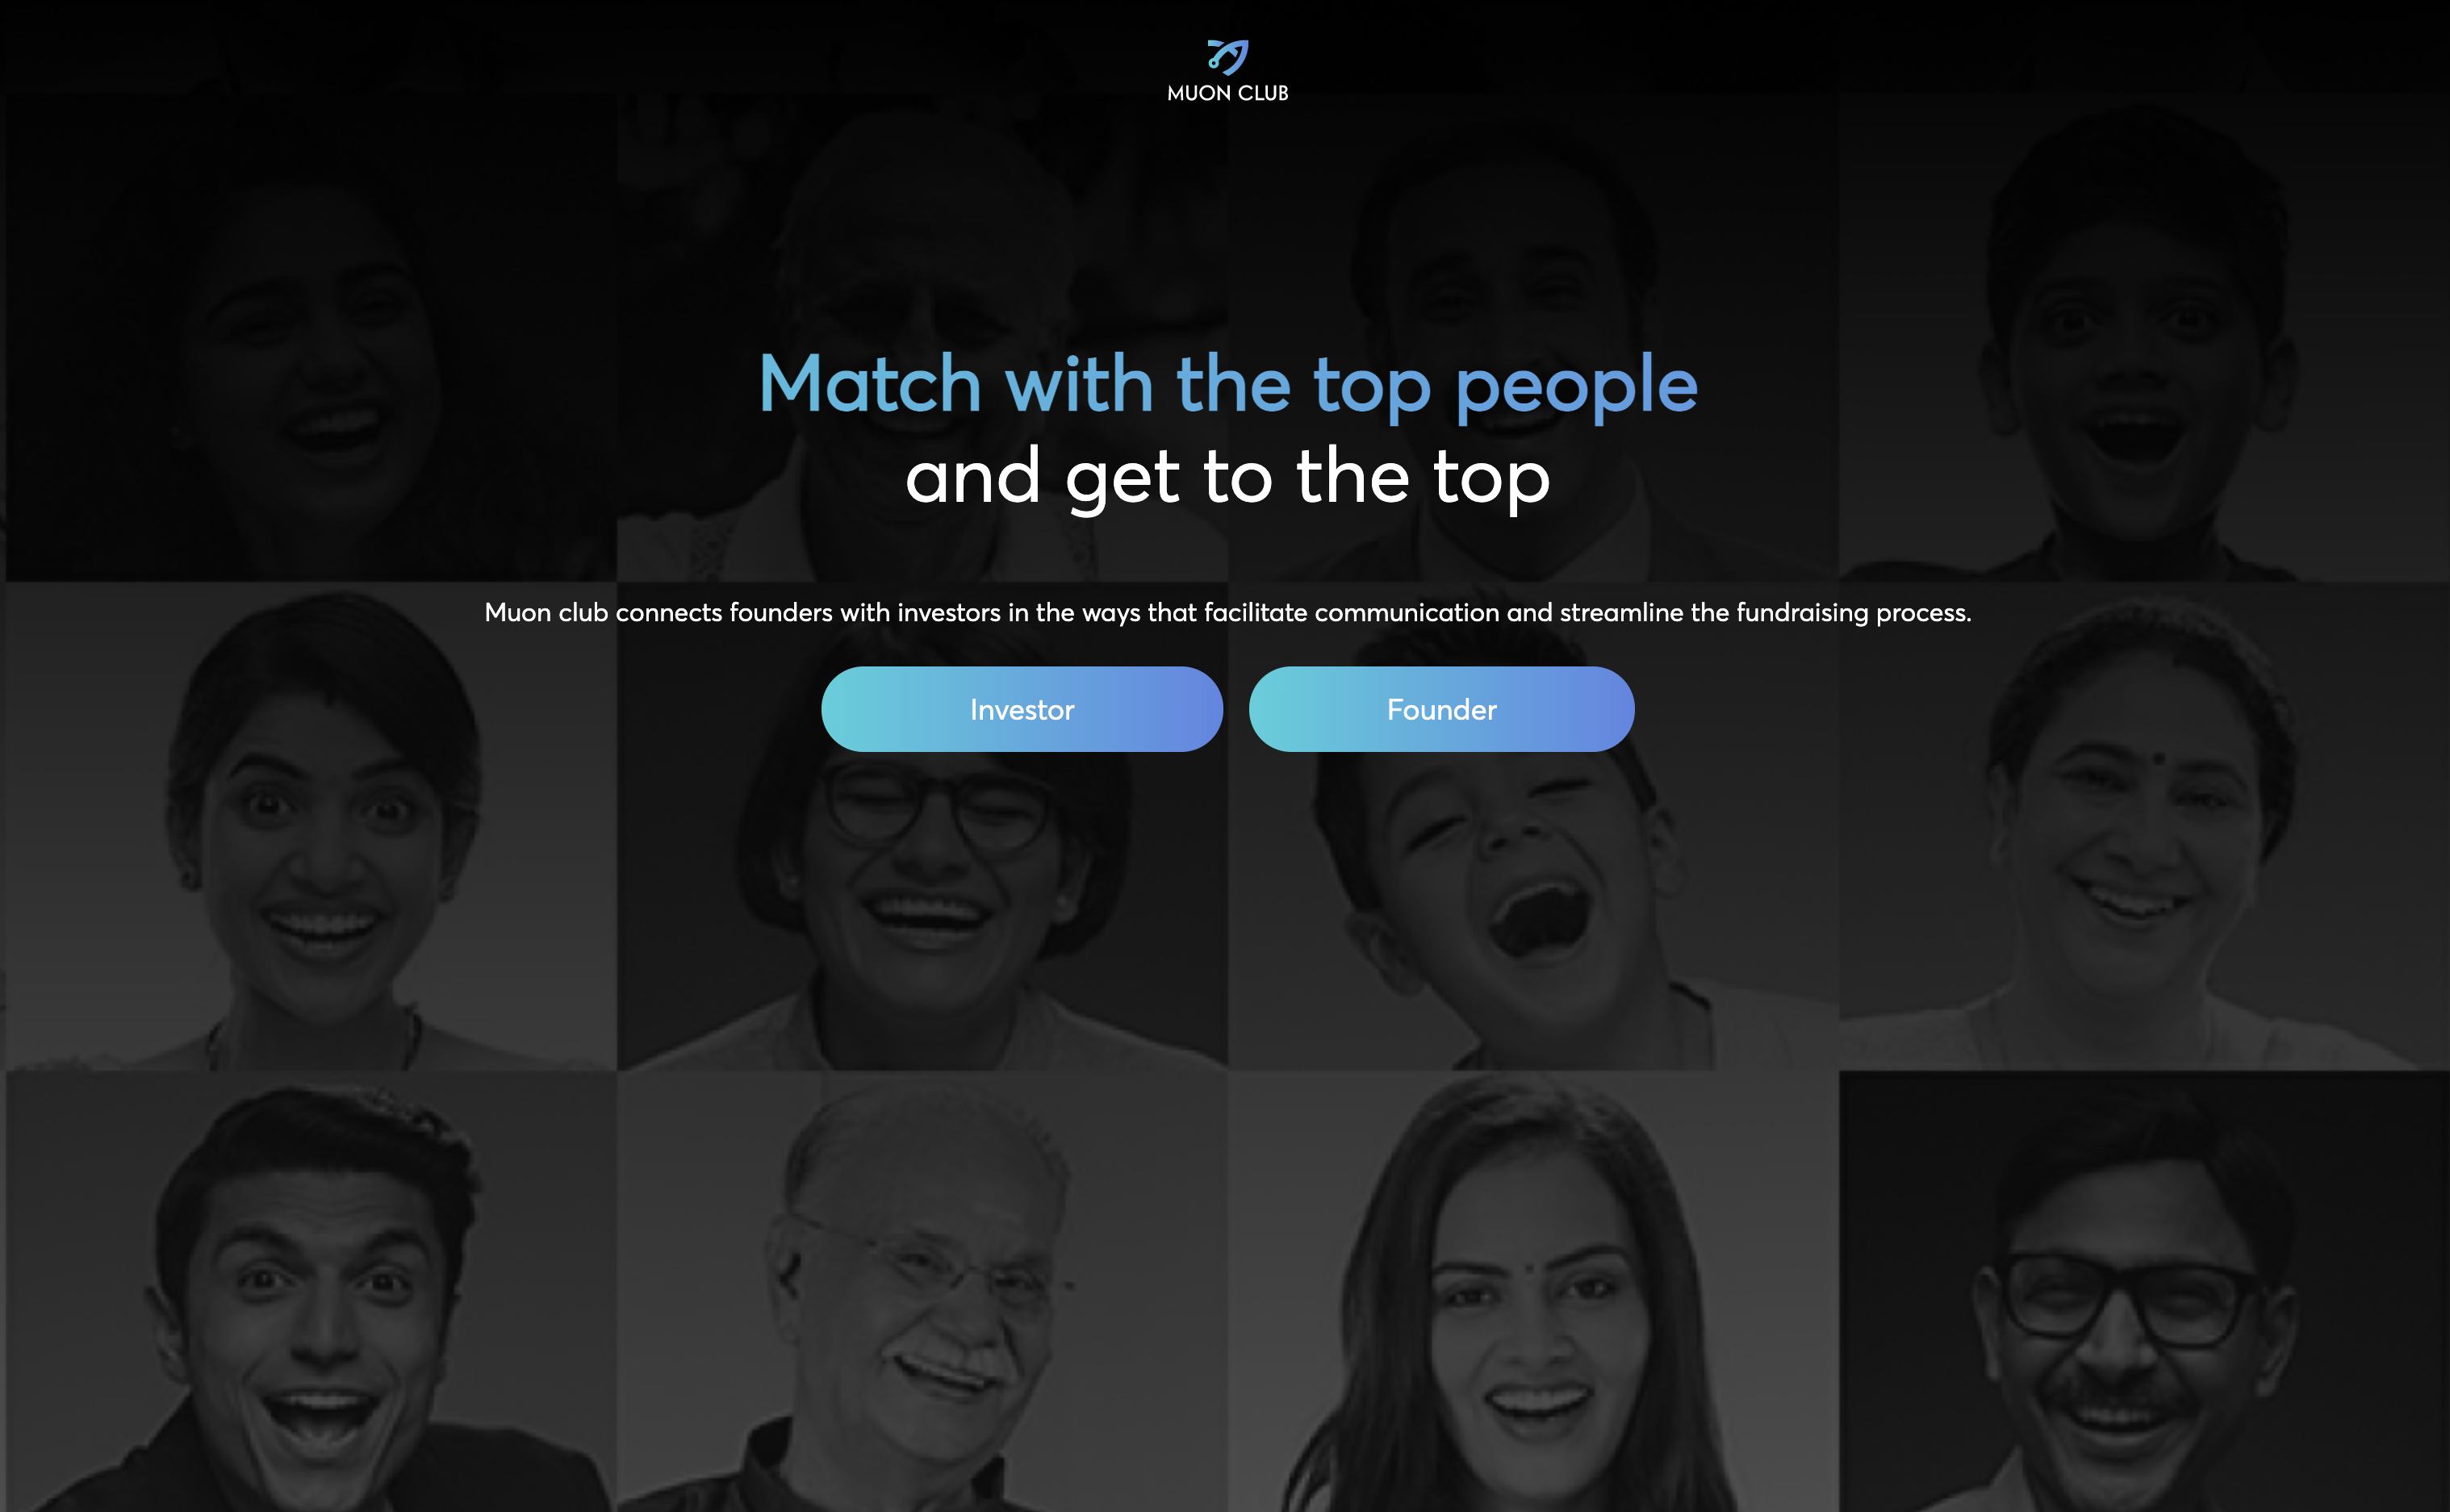 MUON CLUB
Match with the top people
and get to the top
Muon club connects founders with investors in the ways that facilitate communication and streamline the fundraising process.
Investor
Founder